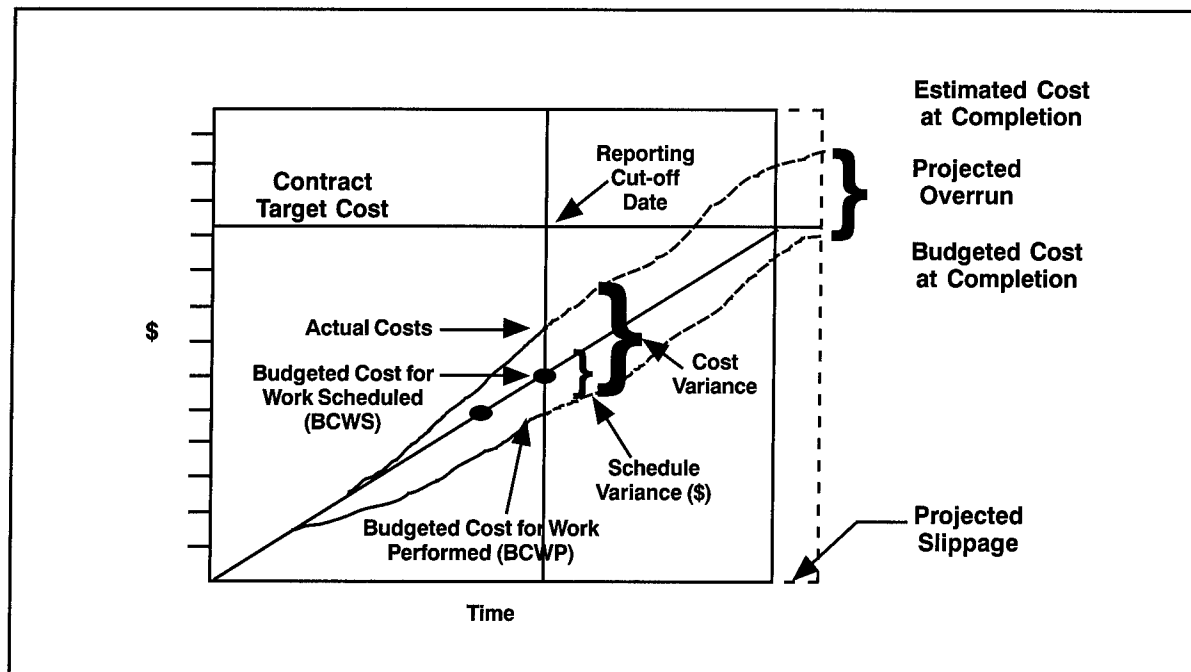 Estimated Cost
at Completion
Reporting
Cut-off
Date
Contract
Target Cost
Projected
Overrun
Budgeted Cost
at Completion
$
Actual Costs
Budgeted Cost for
Work Scheduled
(BCWS)
Cost
Variance
Schedule
Variance ($)
Budgeted Cost for Work
Performed (BCWP)
Projected
Slippage
Time